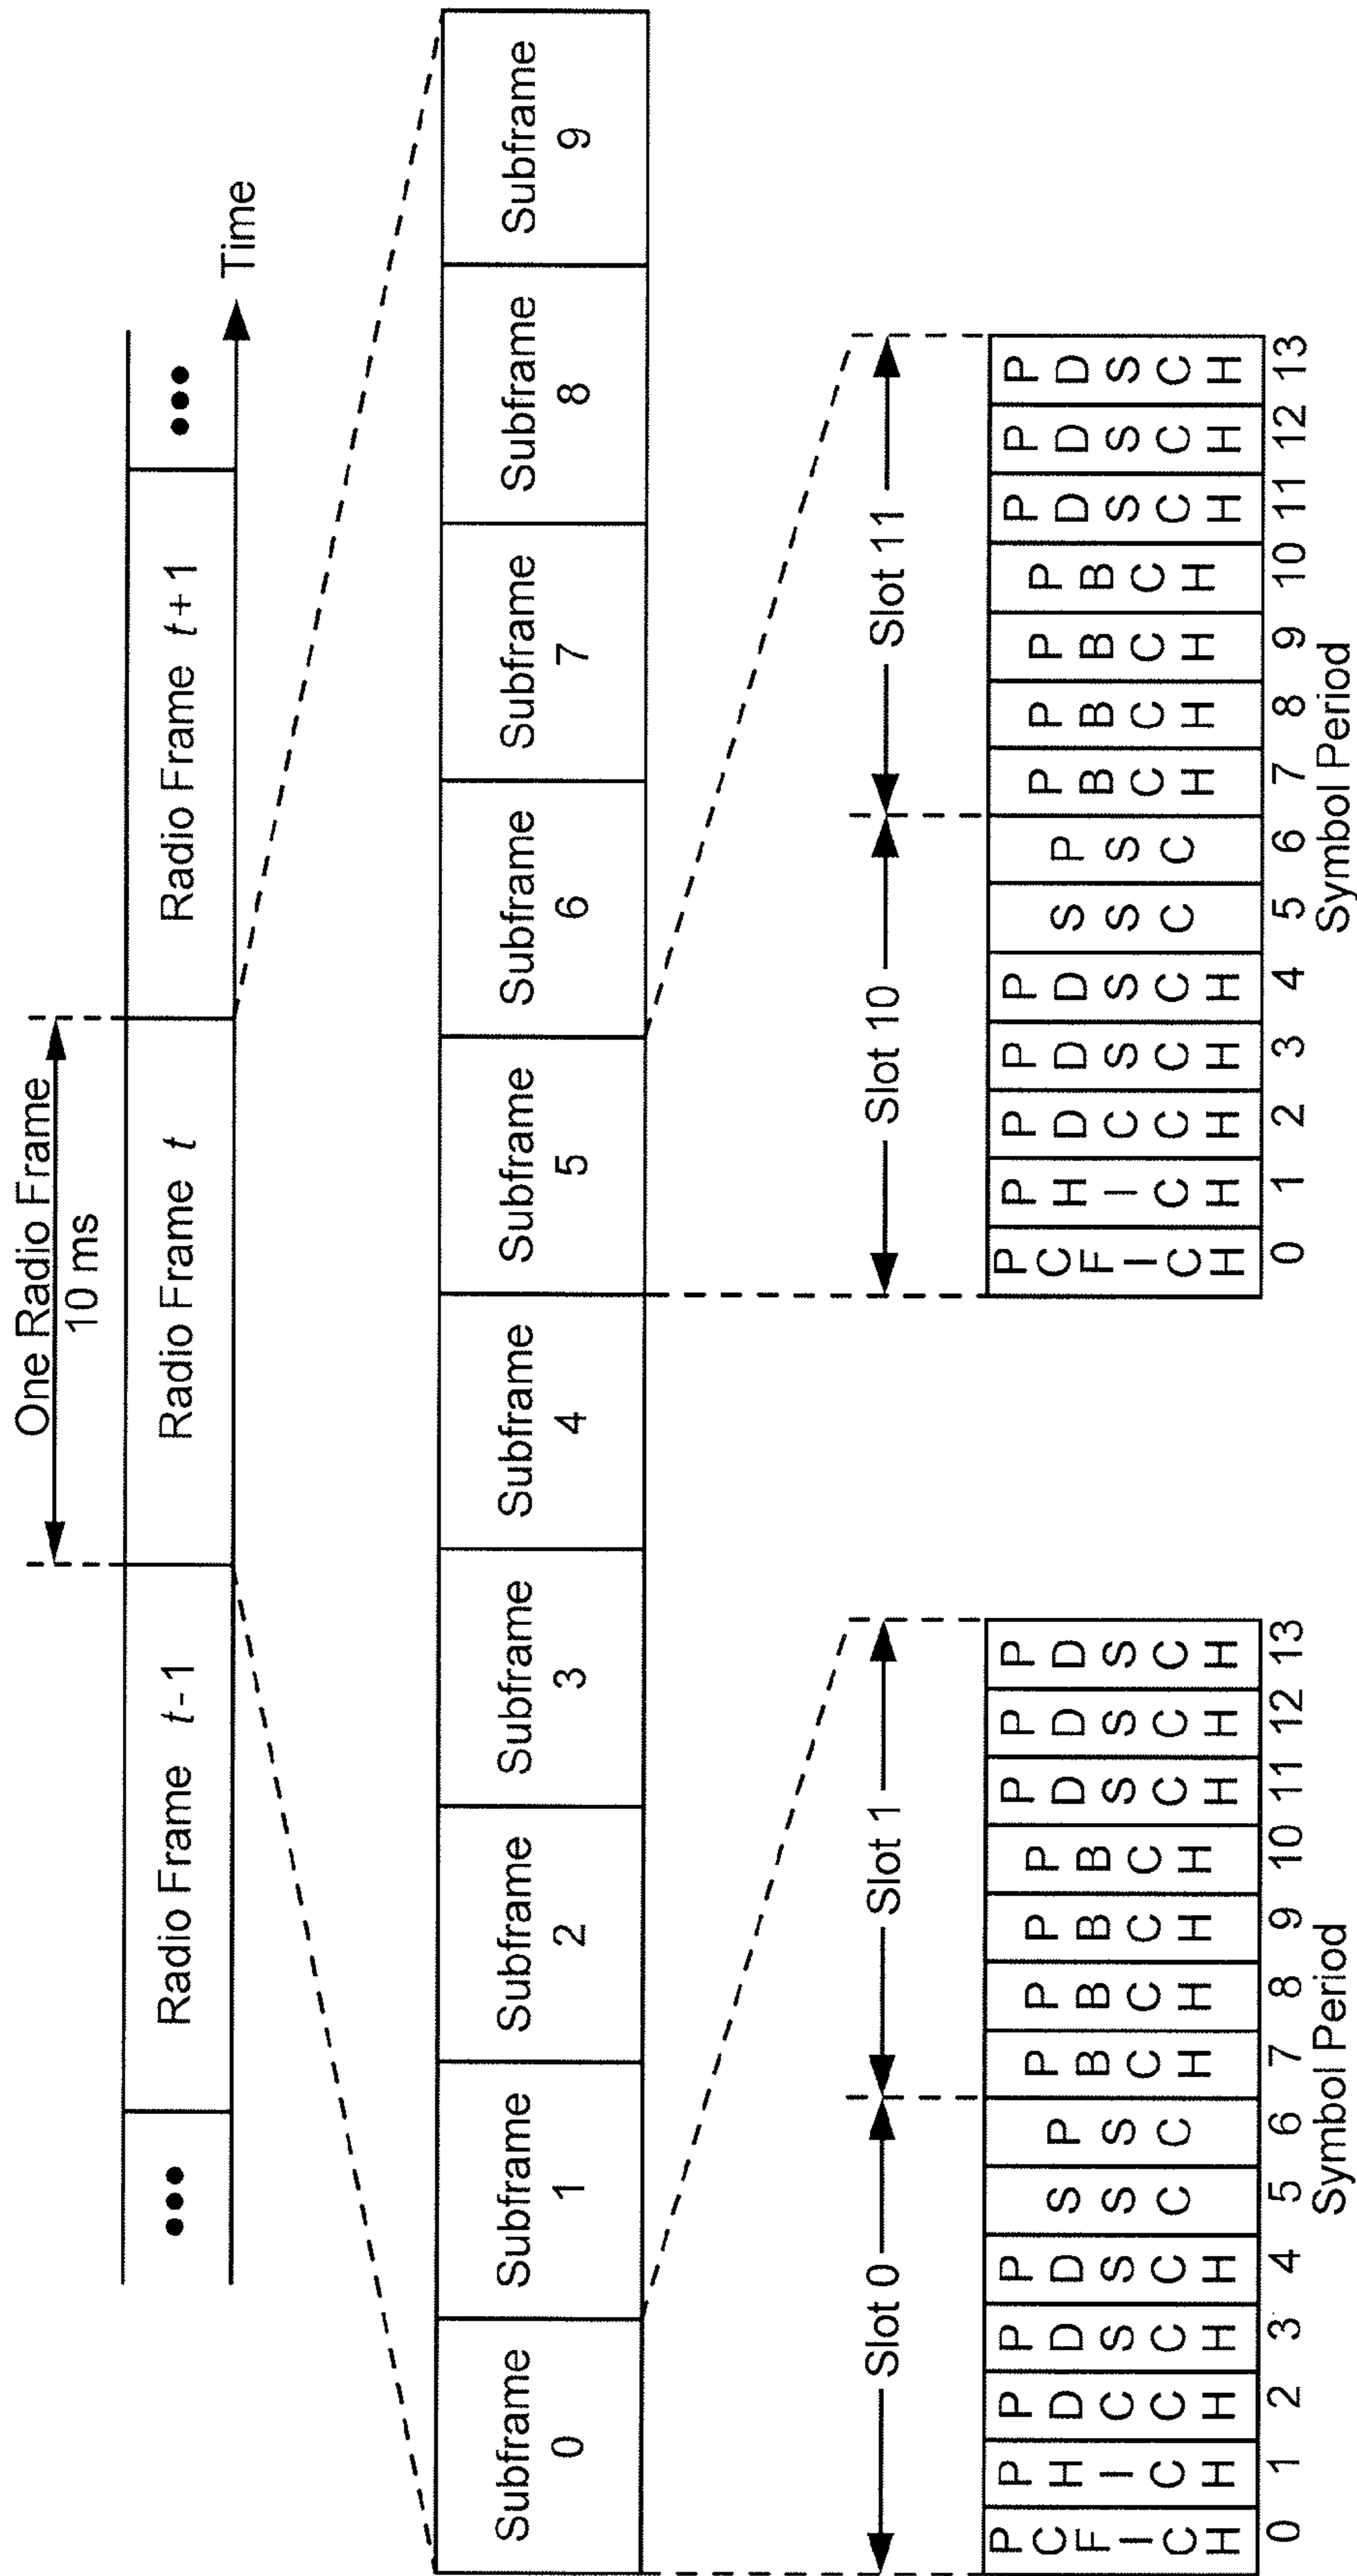 One Radio Frame
10 ms
••• Radio Frame t-1 Radio Frame t Radio Frame t+1 •••
Time
Subframe 0
Subframe 1
Subframe 2
Subframe 3
Subframe 4
Subframe 5
Subframe 6
Subframe 7
Subframe 8
Subframe 9
Slot 0 Slot 1
PCFICH PHICH PDCCH PDSCH PDSCH SSC PSC PBCH PBCH PBCH PBCH PDSCH PDSCH PDSCH
0 1 2 3 4 5 6 7 8 9 10 11 12 13
Symbol Period
Slot 10 Slot 11
PCFICH PHICH PDCCH PDSCH PDSCH SSC PSC PBCH PBCH PBCH PBCH PDSCH PDSCH PDSCH
0 1 2 3 4 5 6 7 8 9 10 11 12 13
Symbol Period